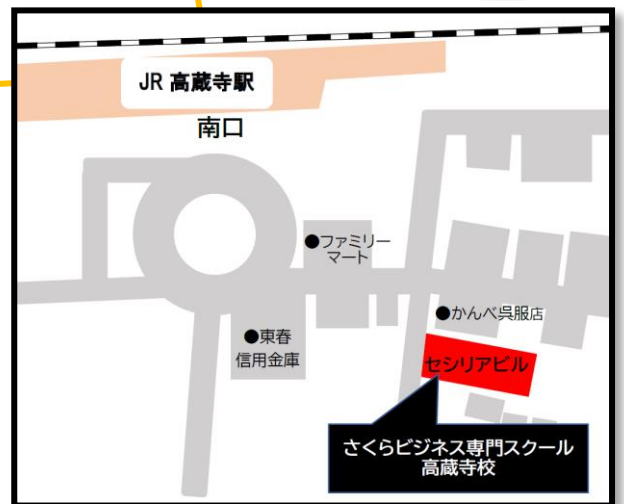 JR 高蔵寺駅
南口
●ファミリー
マート
●かんべ呉服店
●東春
信用金庫
セシリアビル
さくらビジネス専門スクール
高蔵寺校